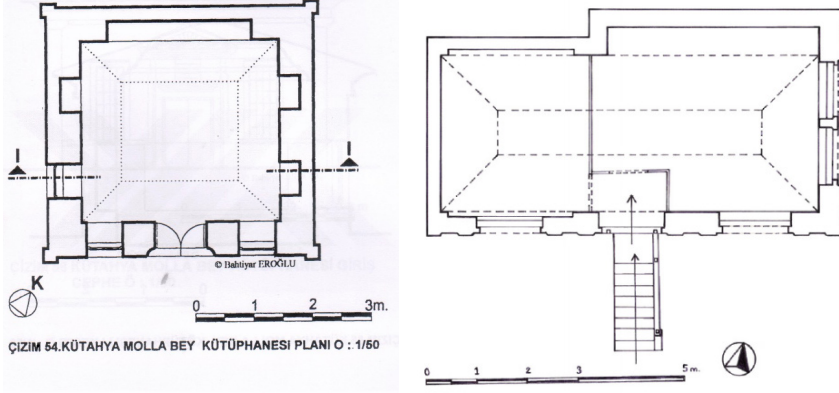 I I
© Bahtiyar EROĞLU
K
0 1 2 3m.
ÇIZIM 54.KÜTAHYA MOLLA BEY KÜTÜPHANESI PLANI O : 1/50
0 1 2 3 5 m.